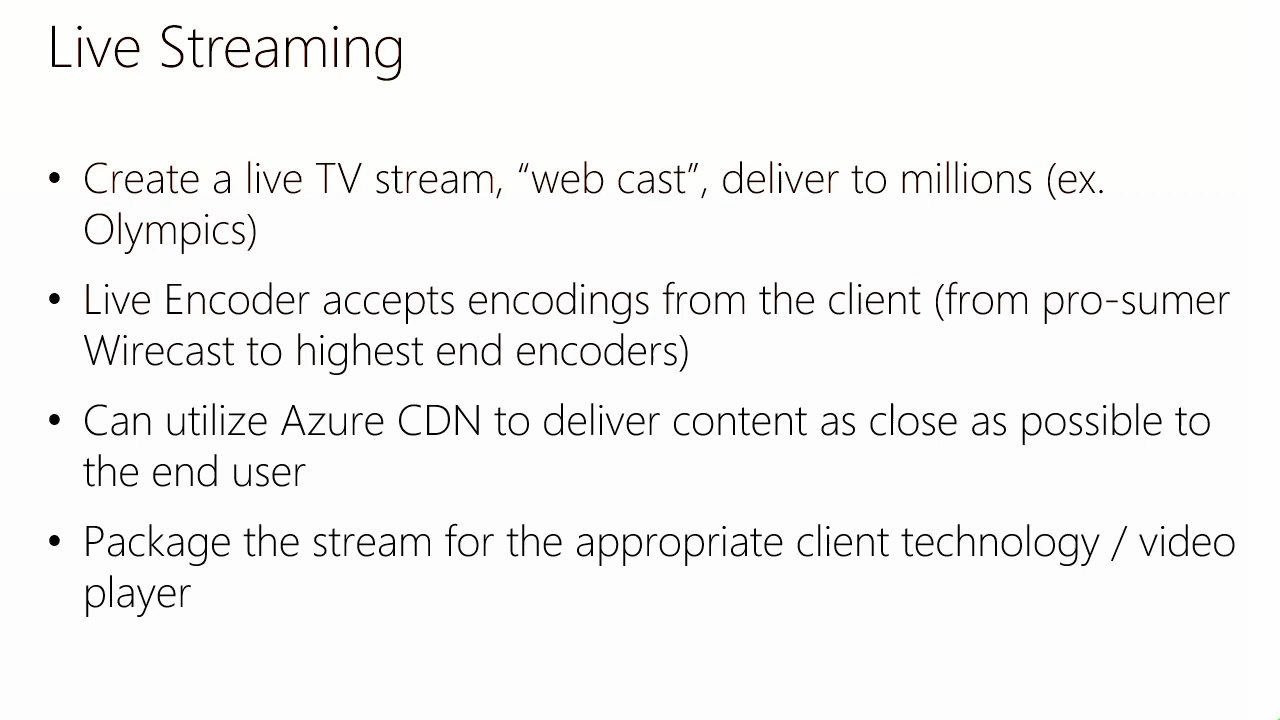 Live Streaming
• Create a live TV stream, “web cast”, deliver to millions (ex.
Olympics)
• Live Encoder accepts encodings from the client (from pro-sumer
Wirecast to highest end encoders)
• Can utilize Azure CDN to deliver content as close as possible to
the end user
• Package the stream for the appropriate client technology / video
player